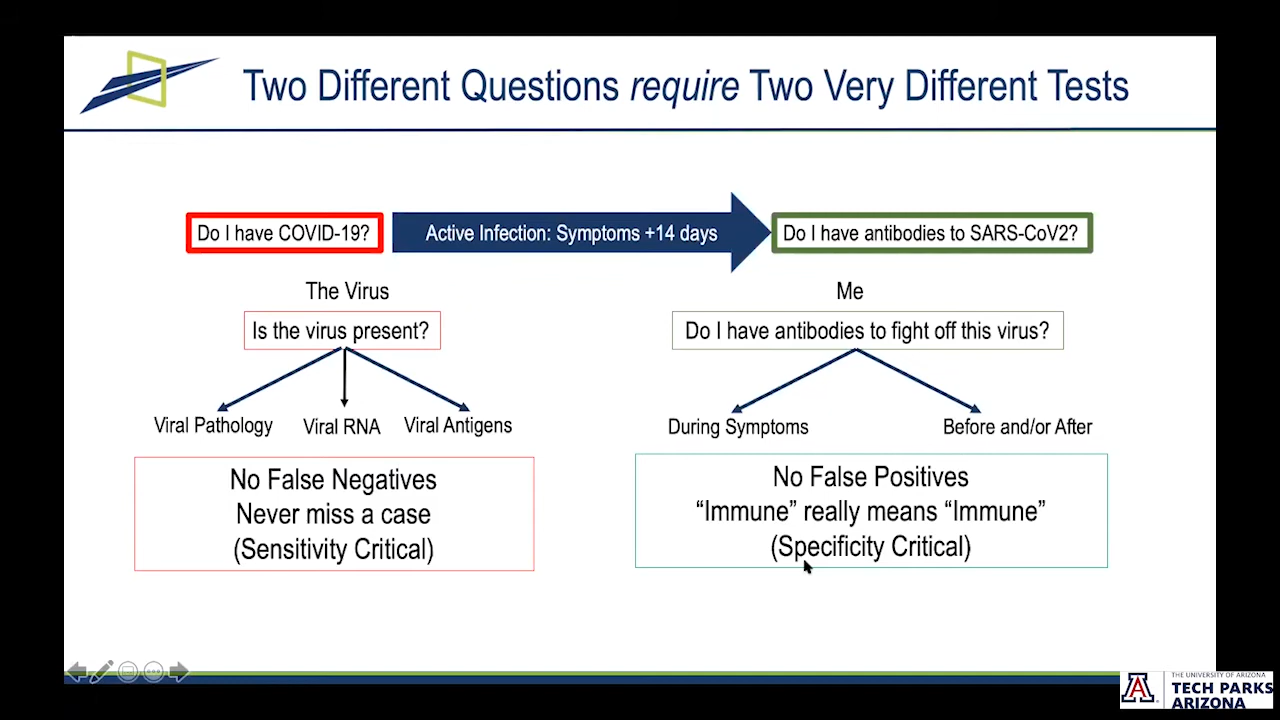 Two Different Questions require Two Very Different Tests
Do I have COVID-19?
Active Infection: Symptoms +14 days
Do I have antibodies to SARS-CoV2?
The Virus
Is the virus present?
Viral Pathology
Viral RNA
Viral Antigens
No False Negatives
Never miss a case
(Sensitivity Critical)
Me
Do I have antibodies to fight off this virus?
During Symptoms
Before and/or After
No False Positives
“Immune” really means “Immune”
(Specificity Critical)
A
THE UNIVERSITY OF ARIZONA
TECH PARKS
ARIZONA